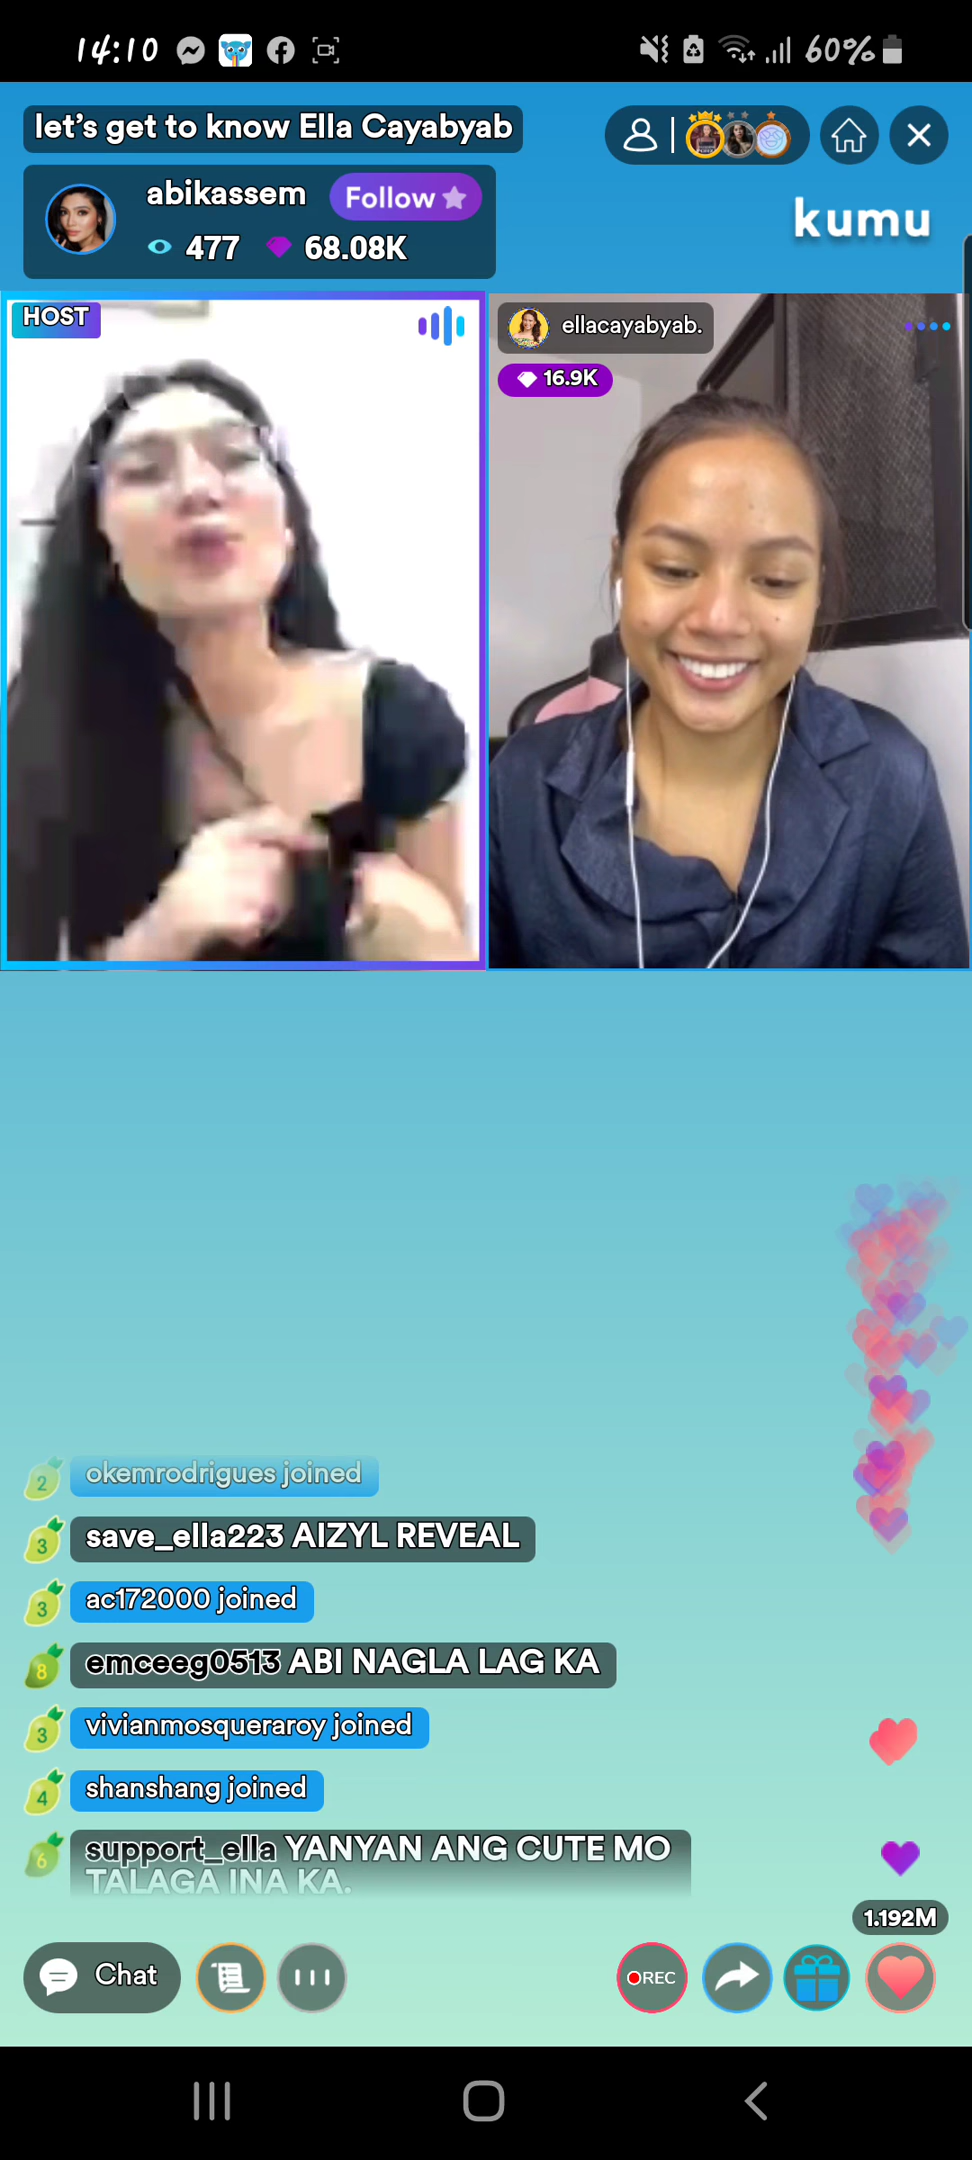 14:10
60%
let's get to know Ella Cayabyab
abikassem
Follow
477
68.08K
kumu
HOST
ellacayabyab.
16.9K
2 okemrodrigues joined
3 save_ella223 AIZYL REVEAL
3 ac172000 joined
8 emceeg0513 ABI NAGLA LAG KA
3 vivianmosqueraroy joined
4 shanshang joined
6 support_ella YANYAN ANG CUTE MO
TALAGA INA KA.
1.192M
Chat
REC